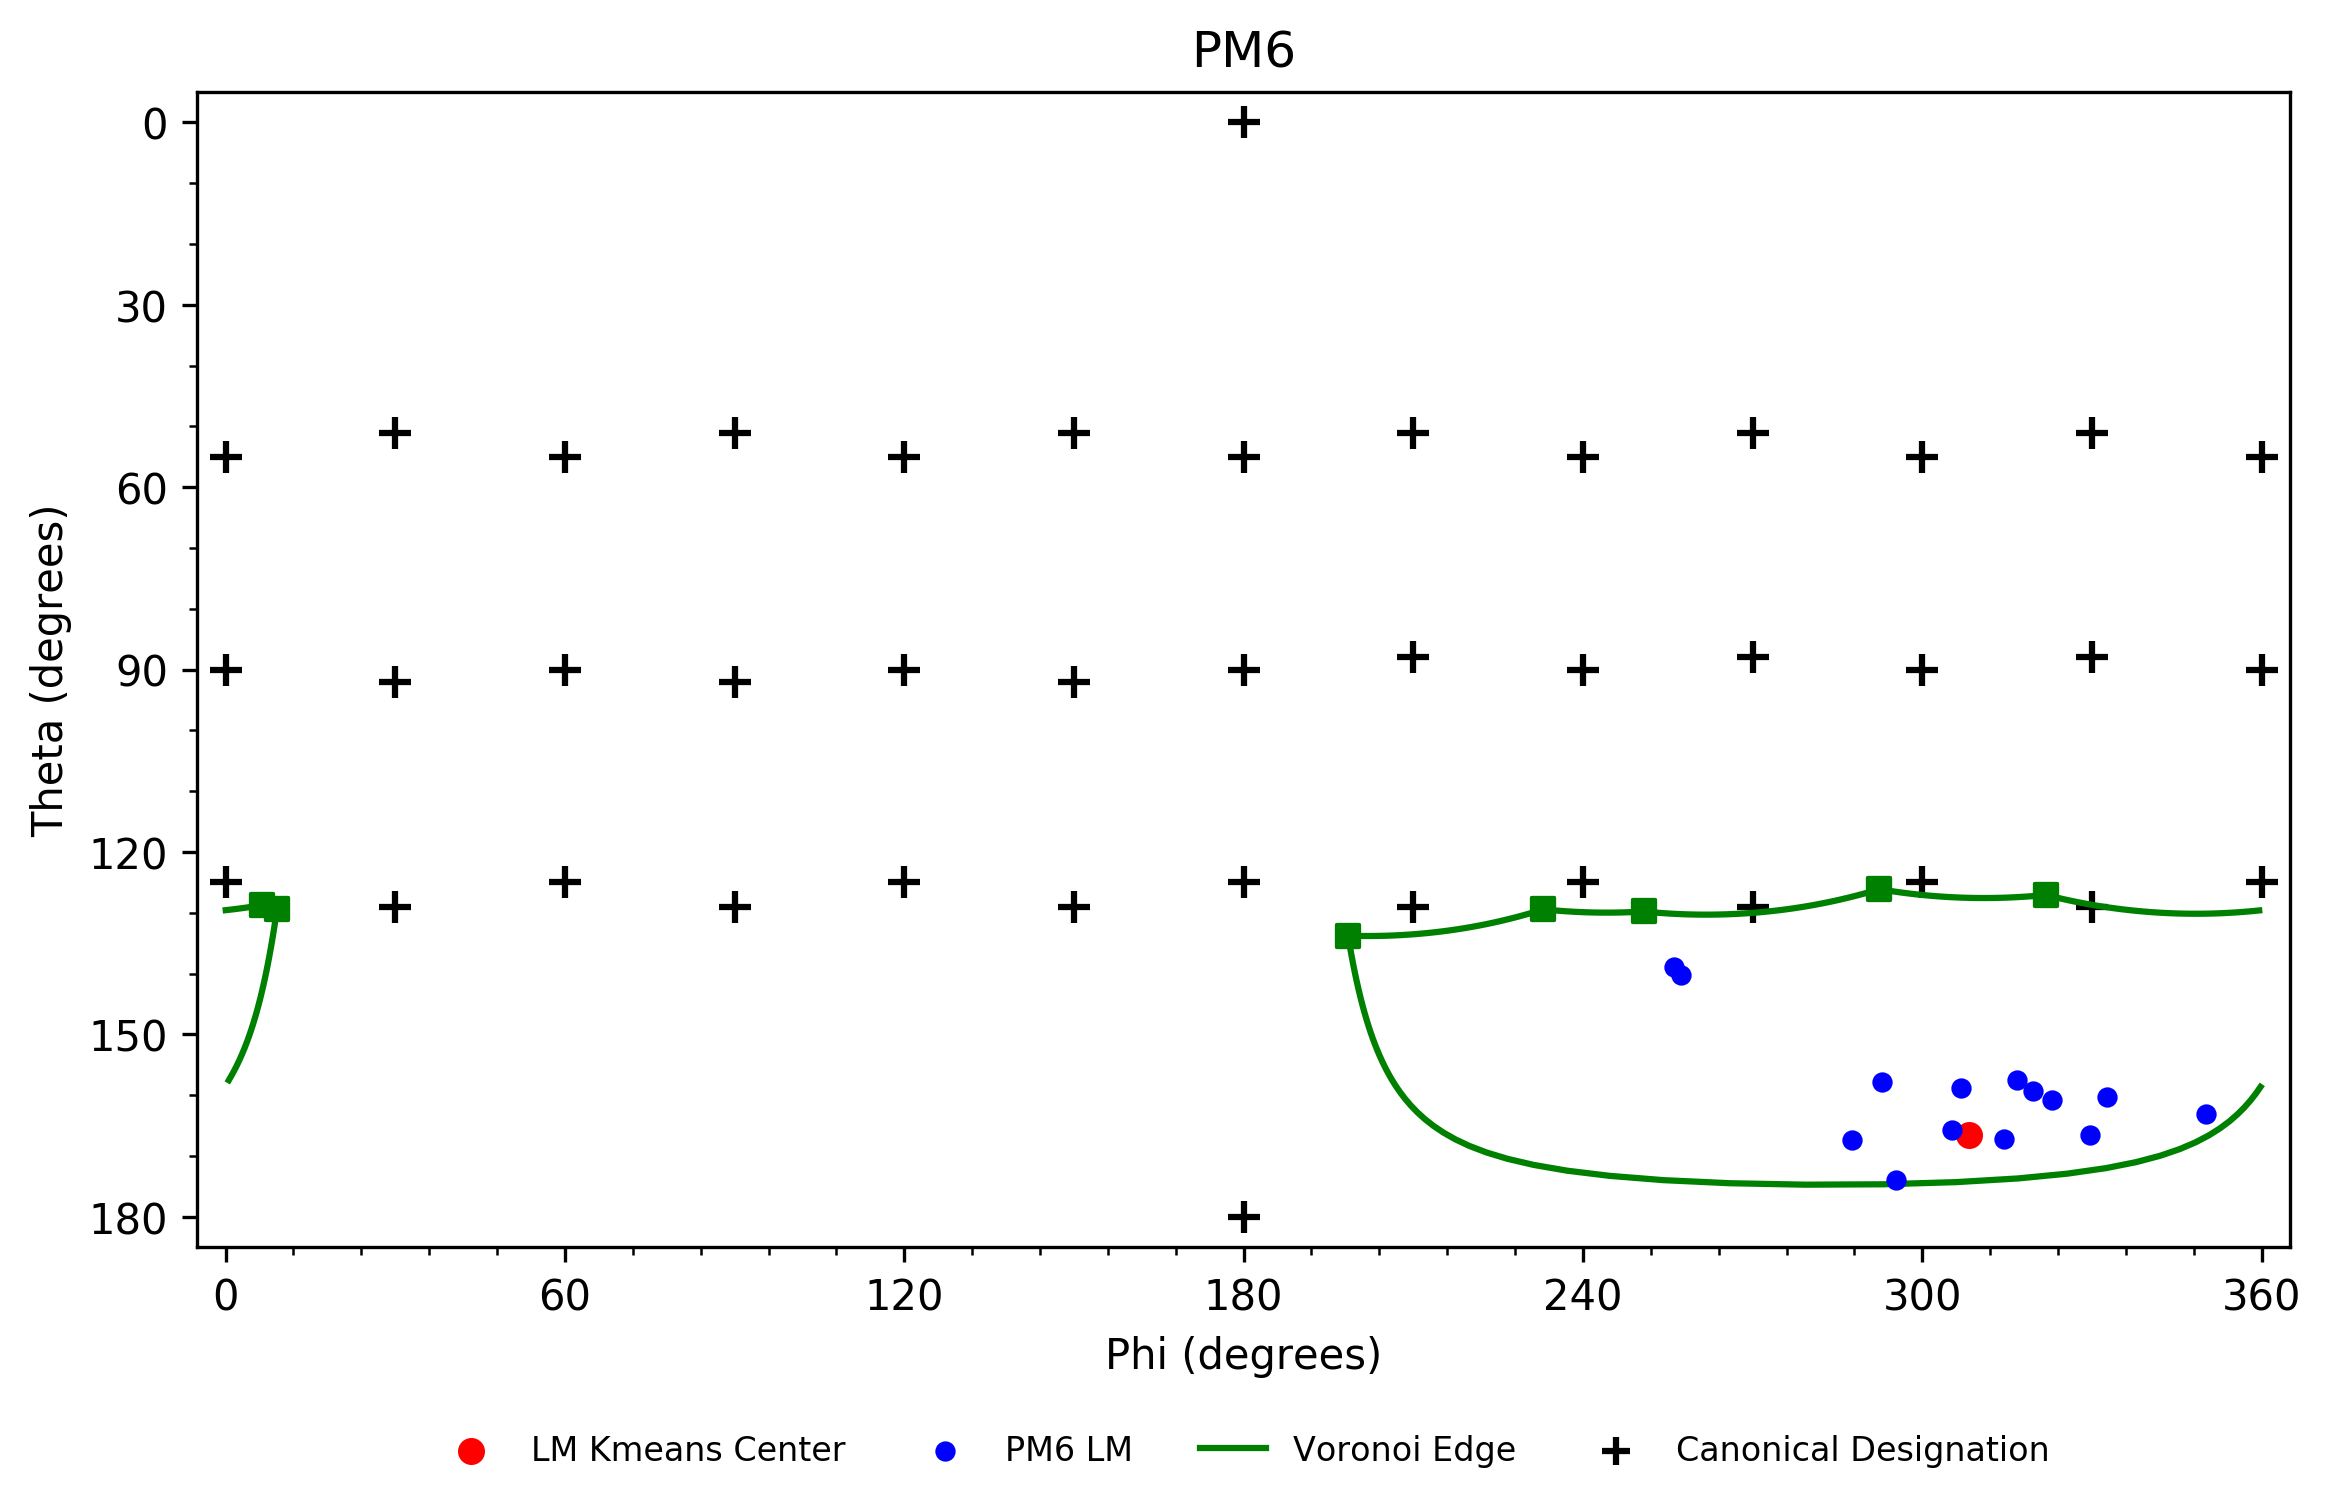 PM6
0
30
60
90
120
150
180
Theta (degrees)
0 60 120 180 240 300 360
Phi (degrees)
LM Kmeans Center PM6 LM Voronoi Edge Canonical Designation